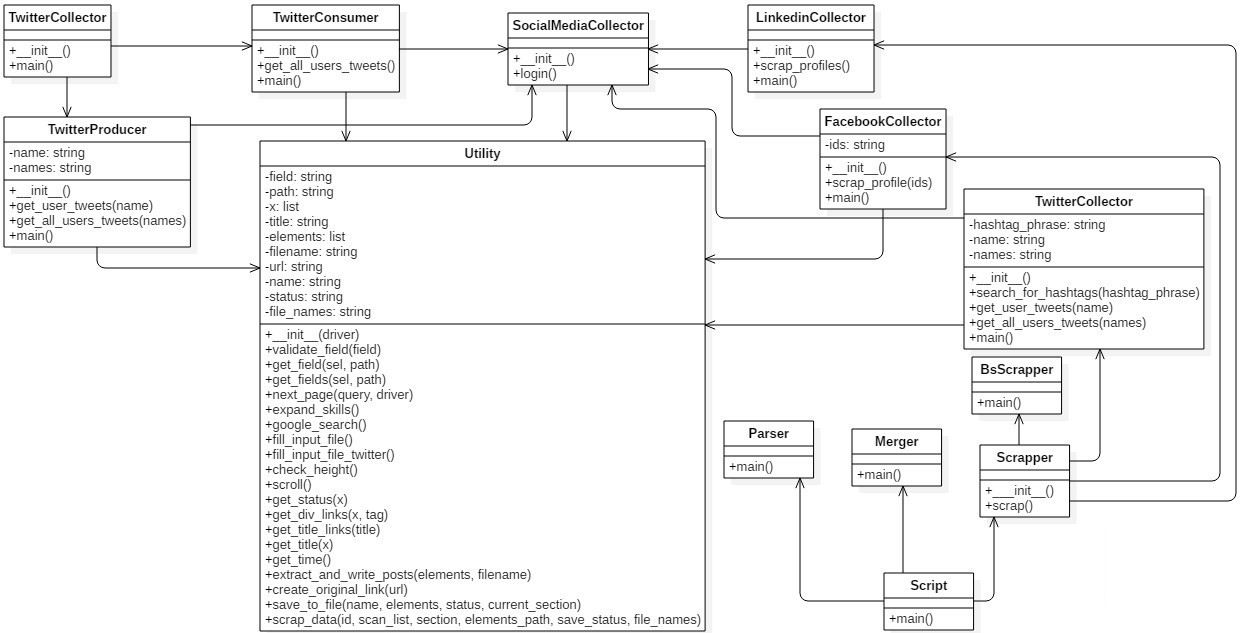 TwitterCollector
+__init__()
+main()
TwitterConsumer
+__init__()
+get_all_users_tweets()
+main()
SocialMediaCollector
+__init__()
+login()
LinkedinCollector
+__init__()
+scrap_profiles()
+main()
TwitterProducer
-name: string
-names: string
+__init__()
+get_user_tweets(name)
+get_all_users_tweets(names)
+main()
Utility
-field: string
-path: string
-x: list
-title: string
-elements: list
-filename: string
-url: string
-name: string
-status: string
-file_names: string
+__init__(driver)
+validate_field(field)
+get_field(sel, path)
+get_fields(sel, path)
+next_page(query, driver)
+expand_skills()
+google_search()
+fill_input_file()
+fill_input_file_twitter()
+check_height()
+scroll()
+get_status(x)
+get_div_links(x, tag)
+get_title_links(title)
+get_title(x)
+get_time()
+extract_and_write_posts(elements, filename)
+create_original_link(url)
+save_to_file(name, elements, status, current_section)
+scrap_data(id, scan_list, section, elements_path, save_status, file_names)
FacebookCollector
-ids: string
+__init__()
+scrap_profile(ids)
+main()
TwitterCollector
-hashtag_phrase: string
-name: string
-names: string
+__init__()
+search_for_hashtags(hashtag_phrase)
+get_user_tweets(name)
+get_all_users_tweets(names)
+main()
BsScrapper
+main()
Parser
+main()
Merger
+main()
Scrapper
+___init__()
+scrap()
Script
+main()